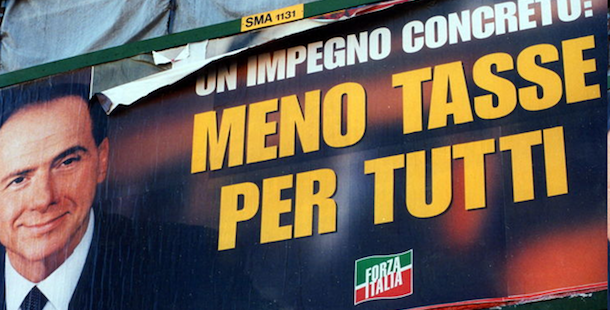 SMA 1131
UN IMPEGNO CONCRETO:
MENO TASSE
PER TUTTI
FORZA
ITALIA